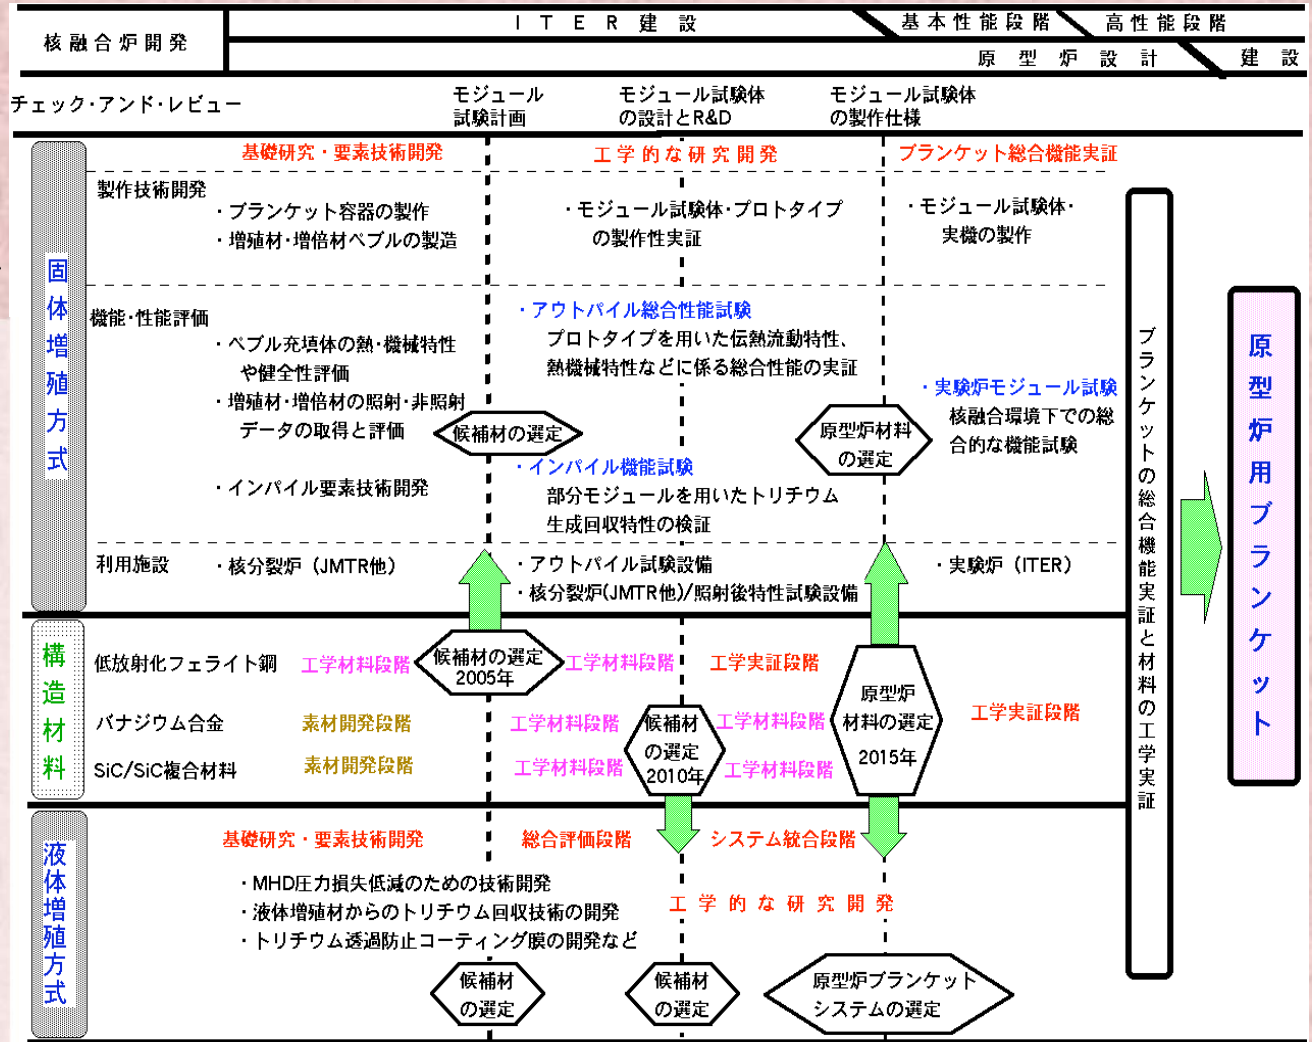 核融合炉開発
ITER建設
基本性能段階
高性能段階
原型炉設計
建設
チェック・アンド・レビュー
モジュール
試験計画
モジュール試験体
の設計とR&D
モジュール試験体
の製作仕様
固体増殖方式
基礎研究・要素技術開発
工学的な研究開発
ブランケット総合機能実証
製作技術開発
・ブランケット容器の製作
・増殖材・増倍材ペブルの製造
・モジュール試験体・プロトタイプ
の製作性実証
・モジュール試験体・
実機の製作
機能・性能評価
・ペブル充填体の熱・機械特性
や健全性評価
・増殖材・増倍材の照射・非照射
データの取得と評価
・インパイル要素技術開発
候補材の選定
・アウトパイル総合性能試験
プロトタイプを用いた伝熱流動特性、
熱機械特性などに係る総合性能の実証
・インパイル機能試験
部分モジュールを用いたトリチウム
生成回収特性の検証
原型炉材料
の選定
・実験炉モジュール試験
核融合環境下での総
合的な機能試験
利用施設
・核分裂炉（JMTR他）
・アウトパイル試験設備
・核分裂炉(JMTR他)/照射後特性試験設備
・実験炉（ITER）
構造材料
低放射化フェライト鋼
工学材料段階
候補材の選定
2005年
工学材料段階
工学実証段階
バナジウム合金
素材開発段階
工学材料段階
工学材料段階
SiC/SiC複合材料
素材開発段階
工学材料段階
工学材料段階
候補材
の選定
2010年
原型炉
材料の選定
2015年
工学実証段階
液体増殖方式
基礎研究・要素技術開発
総合評価段階
システム統合段階
・MHD圧力損失低減のための技術開発
・液体増殖材からのトリチウム回収技術の開発
・トリチウム透過防止コーティング膜の開発など
工学的な研究開発
候補材
の選定
候補材
の選定
原型炉ブランケット
システムの選定
ブランケットの総合機能実証と材料の工学実証
原型炉用ブランケット